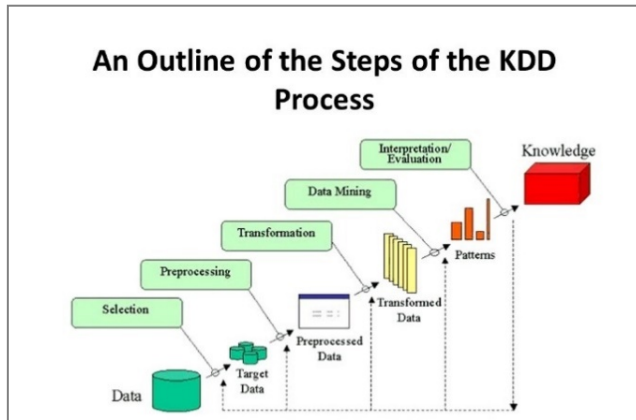 An Outline of the Steps of the KDD
Process
Interpretation/
Evaluation
Knowledge
Data Mining
Transformation
Patterns
Preprocessing
Transformed
Data
Selection
Preprocessed
Data
Target
Data
Data